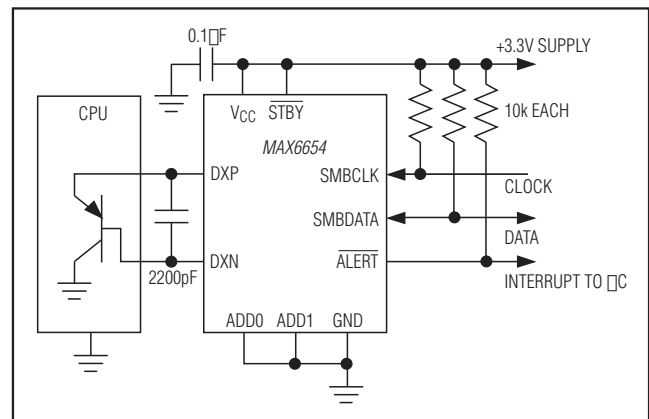 0.1▯F
+3.3V SUPPLY
CPU
VCC
STBY
10k EACH
MAX6654
DXP
SMBCLK
CLOCK
SMBDATA
DATA
2200pF
DXN
ALERT
INTERRUPT TO ▯C
ADD0 ADD1 GND